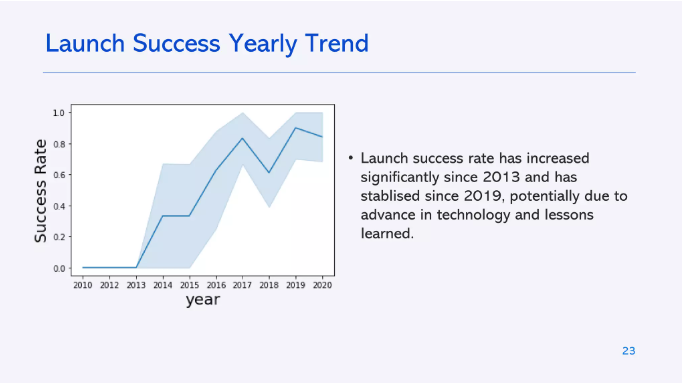 Launch Success Yearly Trend
1.0
0.8
0.6
0.4
0.2
0.0
Success Rate
2010 2012 2013 2014 2015 2016 2017 2018 2019 2020
year
• Launch success rate has increased
significantly since 2013 and has
stablised since 2019, potentially due to
advance in technology and lessons
learned.
23